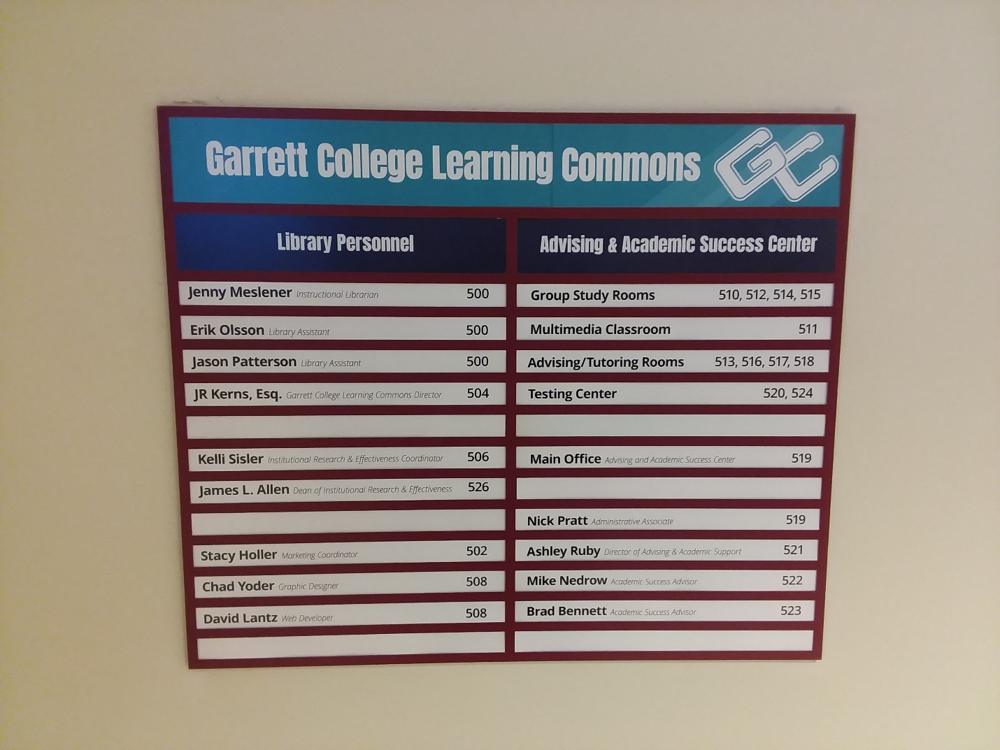 Garrett College Learning Commons GC
Library Personnel
Jenny Meslener Instructional Librarian 500
Erik Olsson Library Assistant 500
Jason Patterson Library Assistant 500
JR Kerns, Esq. Garrett College Learning Commons Director 504
Kelli Sisler Institutional Research & Effectiveness Coordinator 506
James L. Allen Dean of Institutional Research & Effectiveness 526
Stacy Holler Marketing Coordinator 502
Chad Yoder Graphic Designer 508
David Lantz Web Developer 508
Advising & Academic Success Center
Group Study Rooms 510, 512, 514, 515
Multimedia Classroom 511
Advising/Tutoring Rooms 513, 516, 517, 518
Testing Center 520, 524
Main Office Advising and Academic Success Center 519
Nick Pratt Administrative Associate 519
Ashley Ruby Director of Advising & Academic Support 521
Mike Nedrow Academic Success Advisor 522
Brad Bennett Academic Success Advisor 523